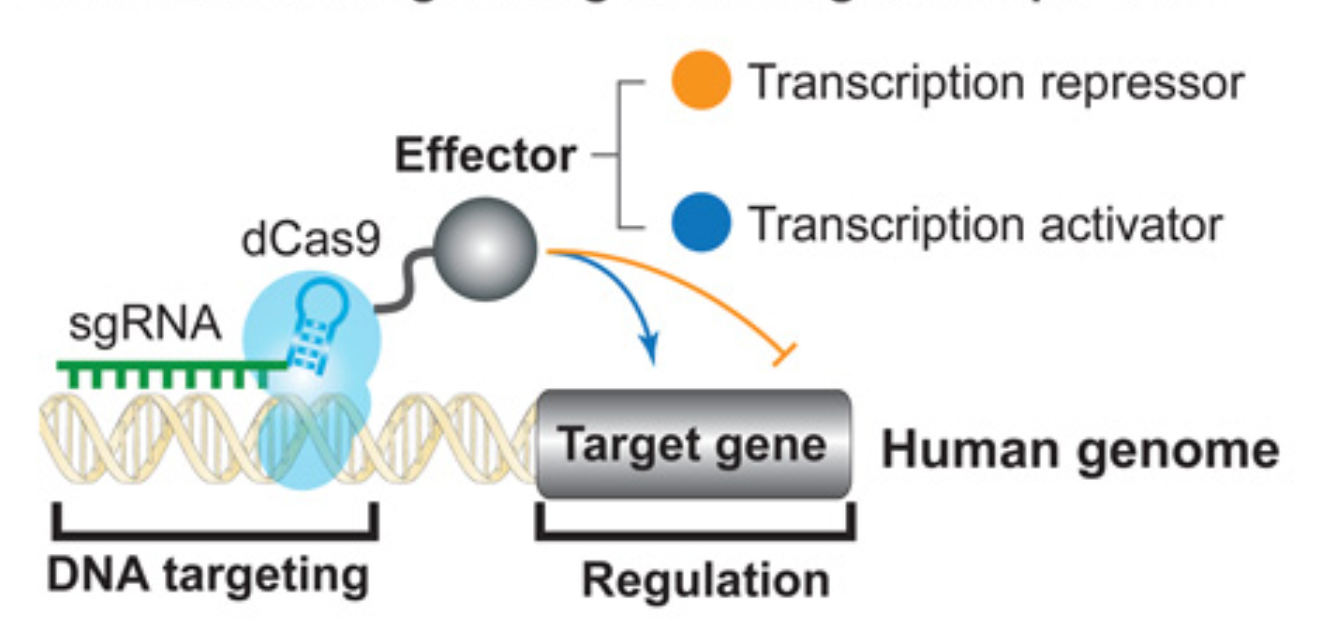 Transcription repressor
Effector
Transcription activator
dCas9
sgRNA
Target gene
Human genome
DNA targeting
Regulation